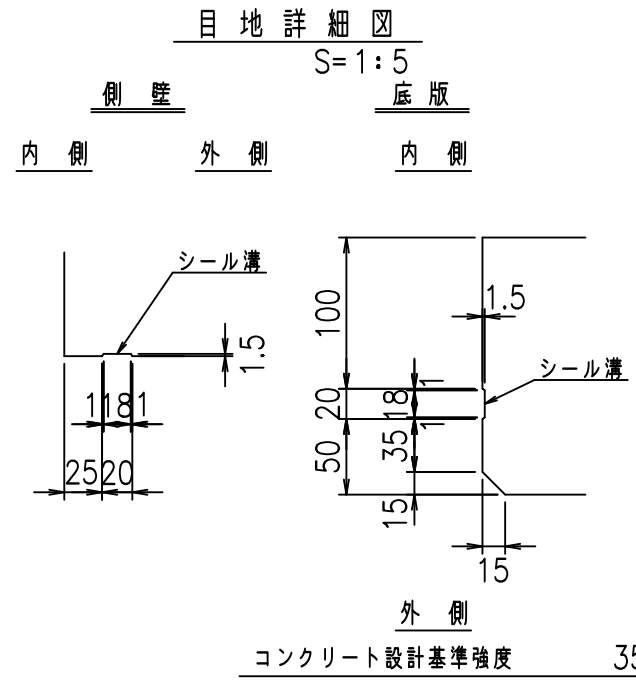 目地詳細図
S=1:5
側壁
底版
内側
外側
内側
シール溝
1.5
1 18 1
25 20
100
20
50
18
1
1
35
15
1.5
シール溝
15
外側
コンクリート設計基準強度 35